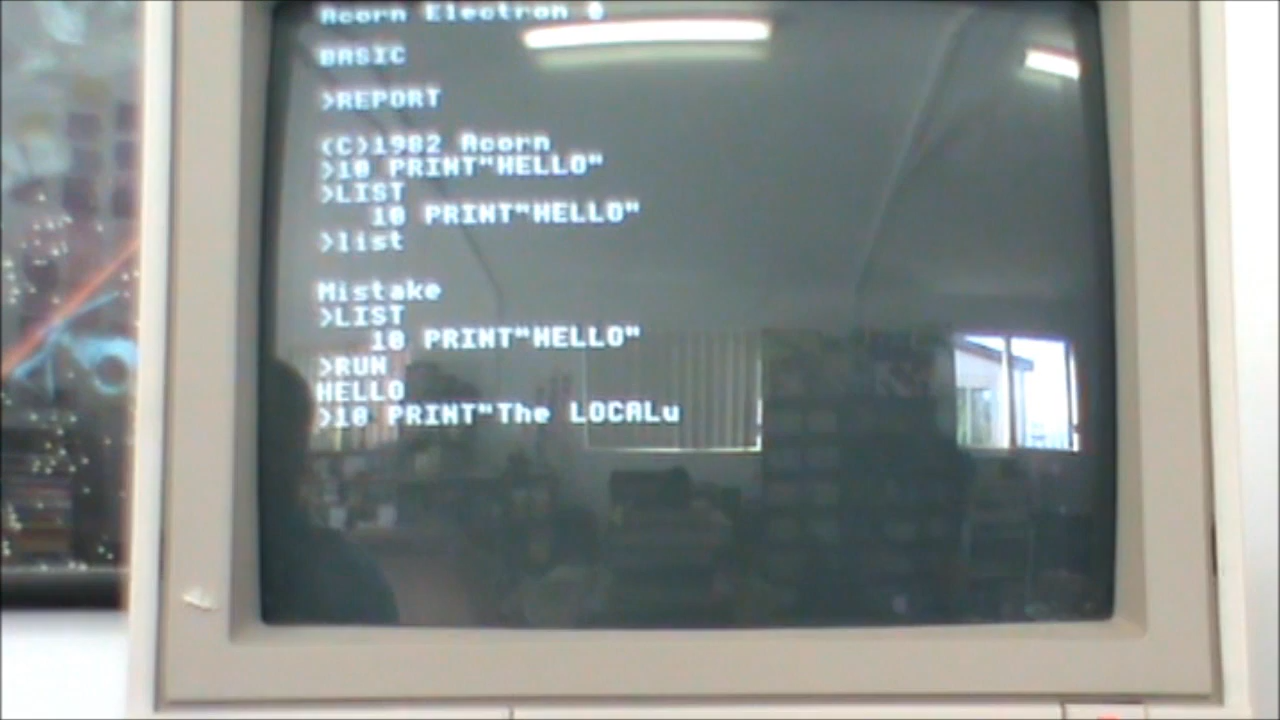 Acorn Electron
BASIC
>REPORT
(C)1982 Acorn
>10 PRINT"HELLO"
>LIST
10 PRINT"HELLO"
>list
Mistake
>LIST
10 PRINT"HELLO"
>RUN
HELLO
>10 PRINT"The LOCALu